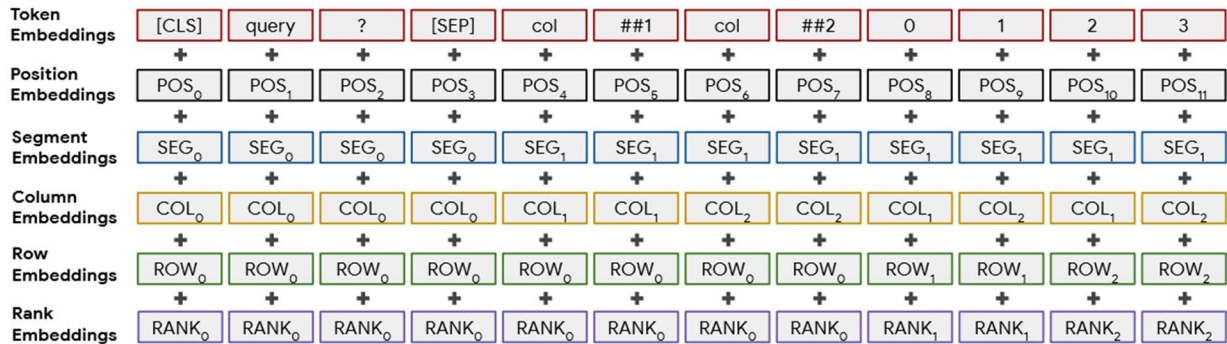 Token Embeddings [CLS] query ? [SEP] col ##1 col ##2 0 1 2 3
+ + + + + + + + + + + +
Position Embeddings POS₀ POS₁ POS₂ POS₃ POS₄ POS₅ POS₆ POS₇ POS₈ POS₉ POS₁₀ POS₁₁
+ + + + + + + + + + + +
Segment Embeddings SEG₀ SEG₀ SEG₀ SEG₀ SEG₁ SEG₁ SEG₁ SEG₁ SEG₁ SEG₁ SEG₁ SEG₁
+ + + + + + + + + + + +
Column Embeddings COL₀ COL₀ COL₀ COL₀ COL₁ COL₁ COL₂ COL₂ COL₁ COL₂ COL₁ COL₂
+ + + + + + + + + + + +
Row Embeddings ROW₀ ROW₀ ROW₀ ROW₀ ROW₀ ROW₀ ROW₀ ROW₀ ROW₁ ROW₁ ROW₂ ROW₂
+ + + + + + + + + + + +
Rank Embeddings RANK₀ RANK₀ RANK₀ RANK₀ RANK₀ RANK₀ RANK₀ RANK₀ RANK₁ RANK₁ RANK₂ RANK₂